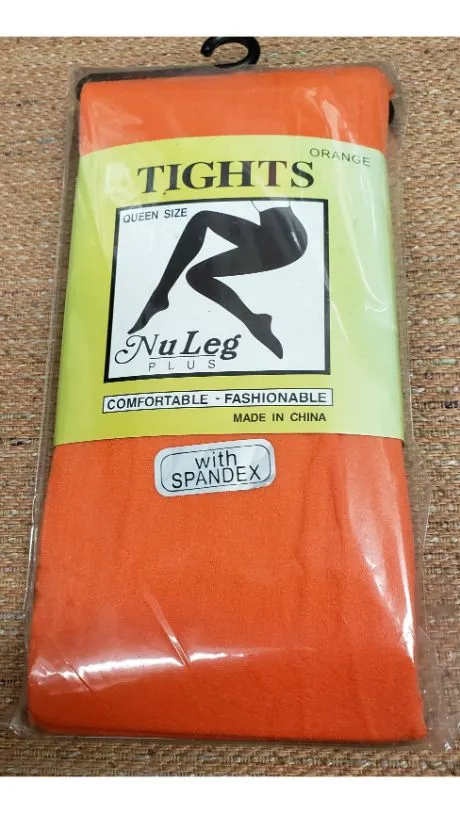 ORANGE
TIGHTS
QUEEN SIZE
NuLeg
PLUS
COMFORTABLE - FASHIONABLE
MADE IN CHINA
with
SPANDEX